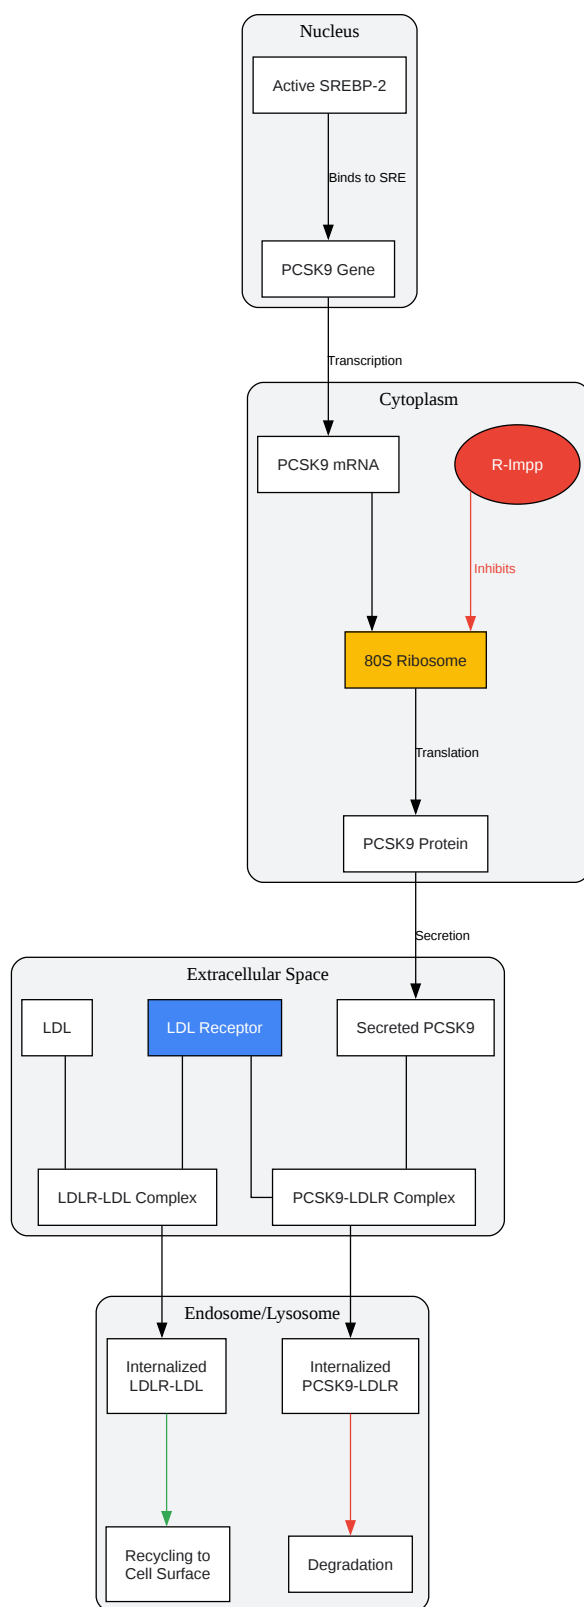 Nucleus
Active SREBP-2
Binds to SRE
PCSK9 Gene
Transcription
Cytoplasm
PCSK9 mRNA
R-Impp
Inhibits
80S Ribosome
Translation
PCSK9 Protein
Secretion
Extracellular Space
LDL
LDL Receptor
Secreted PCSK9
LDLR-LDL Complex
PCSK9-LDLR Complex
Endosome/Lysosome
Internalized
LDLR-LDL
Internalized
PCSK9-LDLR
Recycling to
Cell Surface
Degradation